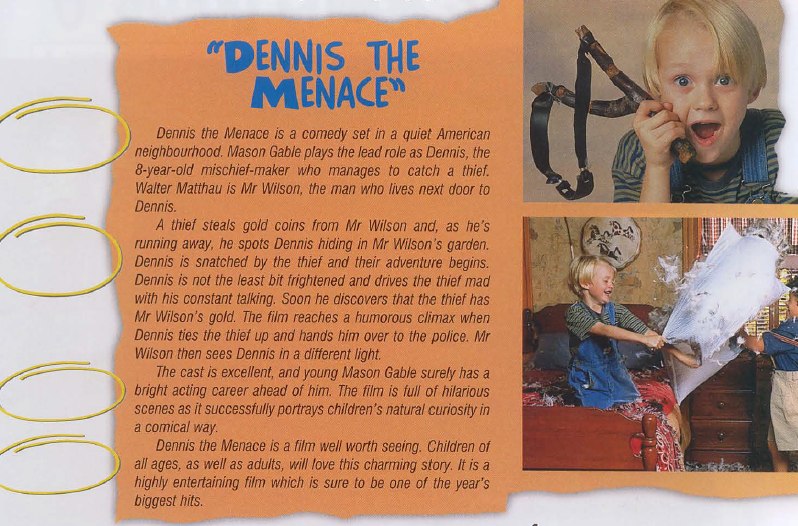 "DENNIS THE
MENACE"
Dennis the Menace is a comedy set in a quiet American
neighbourhood. Mason Gable plays the lead role as Dennis, the
8-year-old mischief-maker who manages to catch a thief.
Walter Matthau is Mr Wilson, the man who lives next door to
Dennis.
A thief steals gold coins from Mr Wilson and, as he's
running away, he spots Dennis hiding in Mr Wilson's garden.
Dennis is snatched by the thief and their adventure begins.
Dennis is not the least bit frightened and drives the thief mad
with his constant talking. Soon he discovers that the thief has
Mr Wilson's gold. The film reaches a humorous climax when
Dennis ties the thief up and hands him over to the police. Mr
Wilson then sees Dennis in a different light.
The cast is excellent, and young Mason Gable surely has a
bright acting career ahead of him. The film is full of hilarious
scenes as it successfully portrays children's natural curiosity in
a comical way.
Dennis the Menace is a film well worth seeing. Children of
all ages, as well as adults, will love this charming story. It is a
highly entertaining film which is sure to be one of the year's
biggest hits.